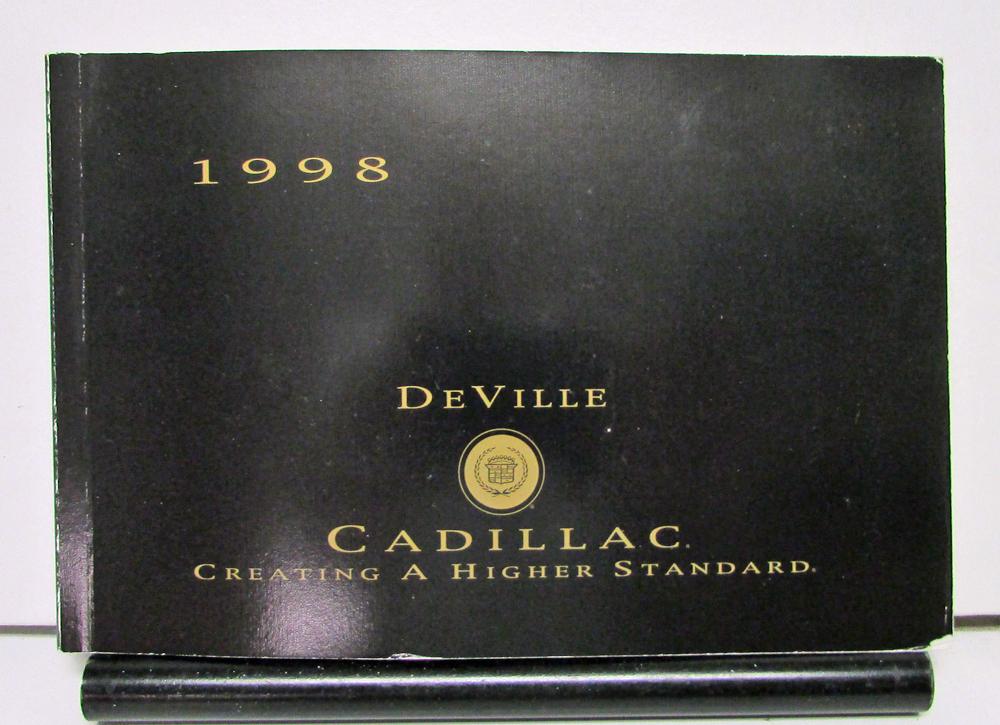 1998
DEVILLE
CADILLAC®
CREATING A HIGHER STANDARD®